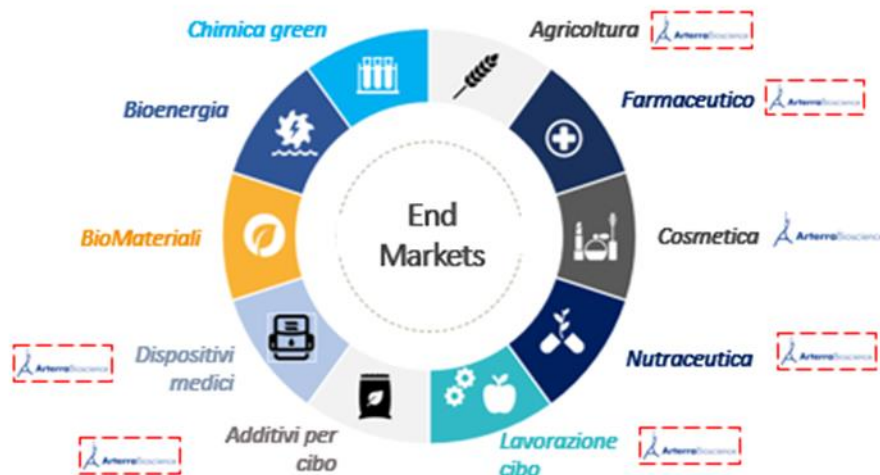 Chimica green
Agricoltura ArterraBioscience
Bioenergia
Farmaceutico ArterraBioscience
BioMateriali
End
Markets
Cosmetica ArterraBioscience
ArterraBioscience Dispositivi
medici
Nutraceutica ArterraBioscience
ArterraBioscience Additivi per
cibo
Lavorazione ArterraBioscience
cibo